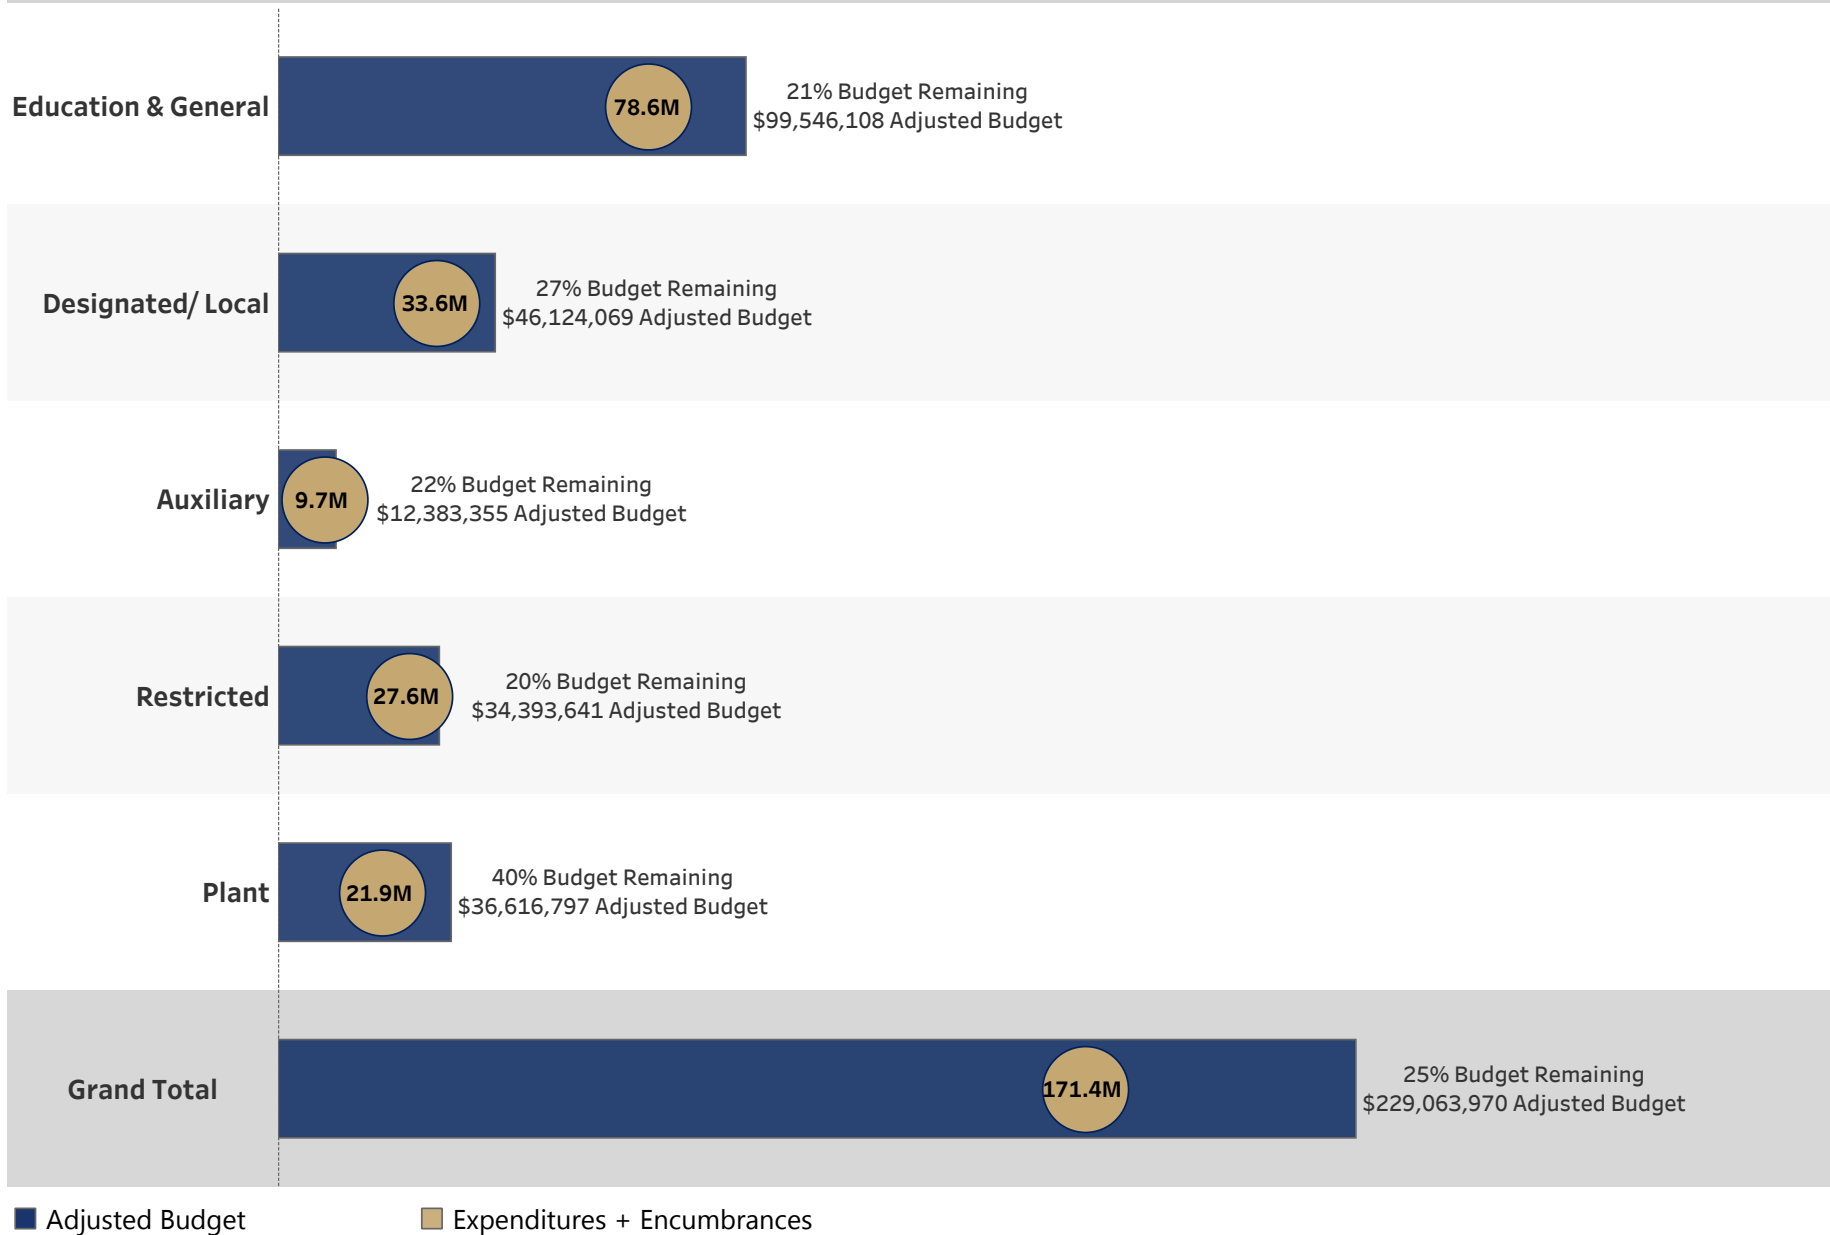 Education & General
78.6M
21% Budget Remaining
$99,546,108 Adjusted Budget
Designated/ Local
33.6M
27% Budget Remaining
$46,124,069 Adjusted Budget
Auxiliary
9.7M
22% Budget Remaining
$12,383,355 Adjusted Budget
Restricted
27.6M
20% Budget Remaining
$34,393,641 Adjusted Budget
Plant
21.9M
40% Budget Remaining
$36,616,797 Adjusted Budget
Grand Total
171.4M
25% Budget Remaining
$229,063,970 Adjusted Budget
Adjusted Budget
Expenditures + Encumbrances